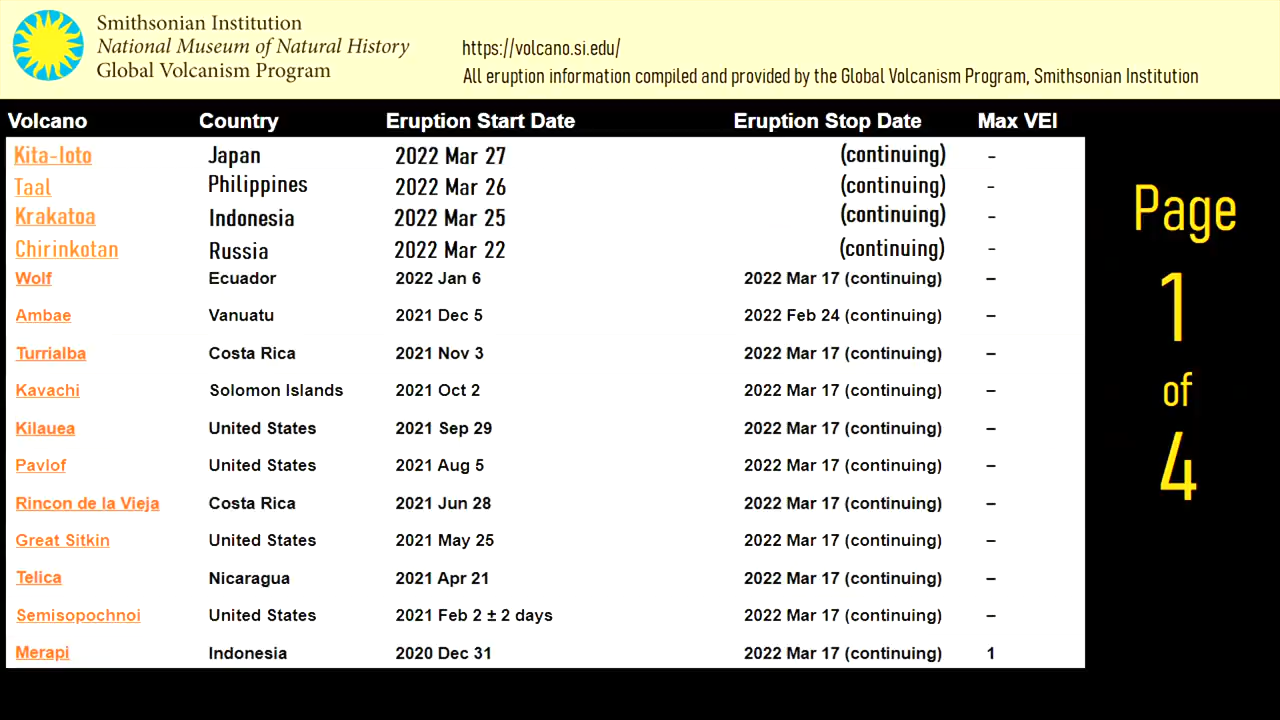 Smithsonian Institution
National Museum of Natural History
Global Volcanism Program
https://volcano.si.edu/
All eruption information compiled and provided by the Global Volcanism Program, Smithsonian Institution
Volcano Country Eruption Start Date Eruption Stop Date Max VEI
Kita-Ioto Japan 2022 Mar 27 (continuing) -
Taal Philippines 2022 Mar 26 (continuing) -
Krakatoa Indonesia 2022 Mar 25 (continuing) -
Chirinkotan Russia 2022 Mar 22 (continuing) -
Wolf Ecuador 2022 Jan 6 2022 Mar 17 (continuing) –
Ambae Vanuatu 2021 Dec 5 2022 Feb 24 (continuing) –
Turrialba Costa Rica 2021 Nov 3 2022 Mar 17 (continuing) –
Kavachi Solomon Islands 2021 Oct 2 2022 Mar 17 (continuing) –
Kilauea United States 2021 Sep 29 2022 Mar 17 (continuing) –
Pavlof United States 2021 Aug 5 2022 Mar 17 (continuing) –
Rincon de la Vieja Costa Rica 2021 Jun 28 2022 Mar 17 (continuing) –
Great Sitkin United States 2021 May 25 2022 Mar 17 (continuing) –
Telica Nicaragua 2021 Apr 21 2022 Mar 17 (continuing) –
Semisopochnoi United States 2021 Feb 2 ± 2 days 2022 Mar 17 (continuing) –
Merapi Indonesia 2020 Dec 31 2022 Mar 17 (continuing) 1
Page
1
of
4